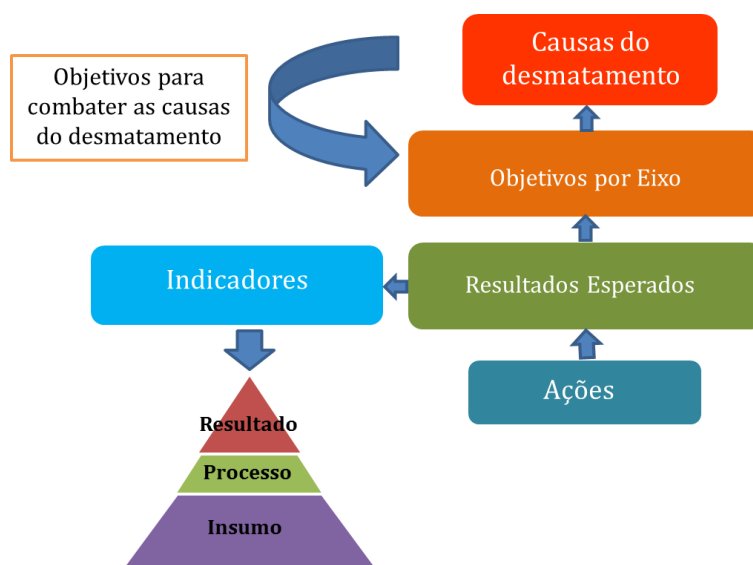 Objetivos para
combater as causas
do desmatamento
Causas do
desmatamento
Objetivos por Eixo
Indicadores
Resultados Esperados
Ações
Resultado
Processo
Insumo